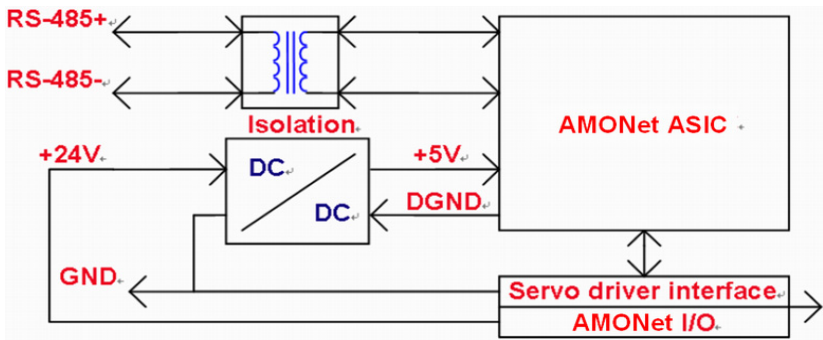 RS-485+
RS-485-
Isolation
AMONet ASIC
+24V
DC
DC
+5V
DGND
GND
Servo driver interface
AMONet I/O